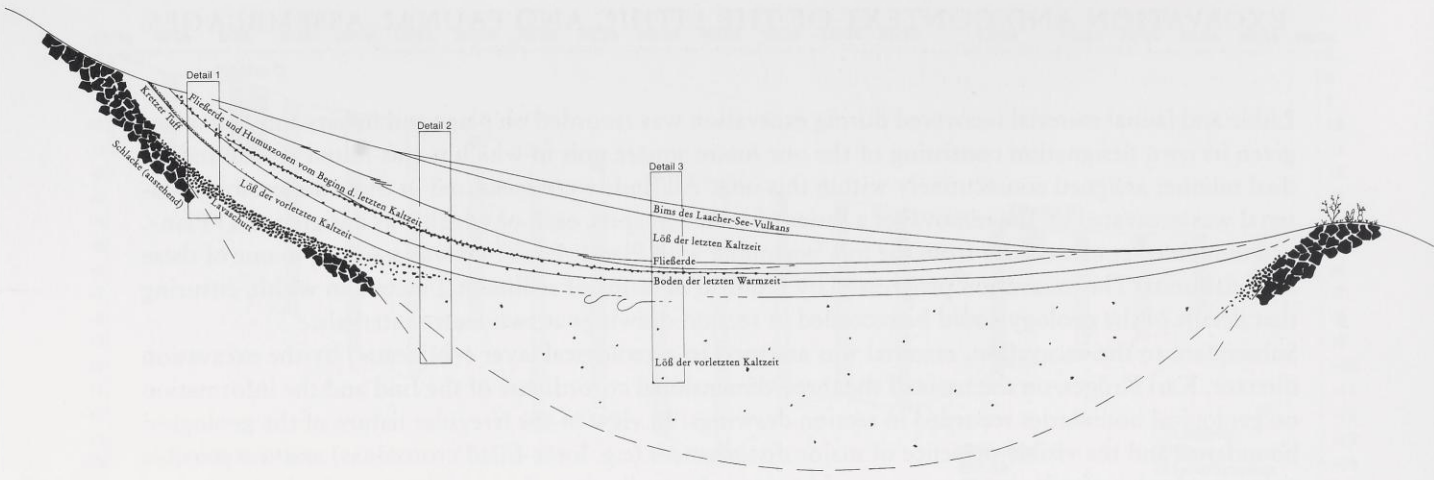 Detail 1
Kretzer Tuff
Fließerde und Humuszonen vom Beginn d. letzten Kaltzeit
Schlacke (anstehend)
Lavaschutt
Löß der vorletzten Kaltzeit
Detail 2
Detail 3
Bims des Laacher-See-Vulkans
Löß der letzten Kaltzeit
Fließerde
Boden der letzten Warmzeit
Löß der vorletzten Kaltzeit